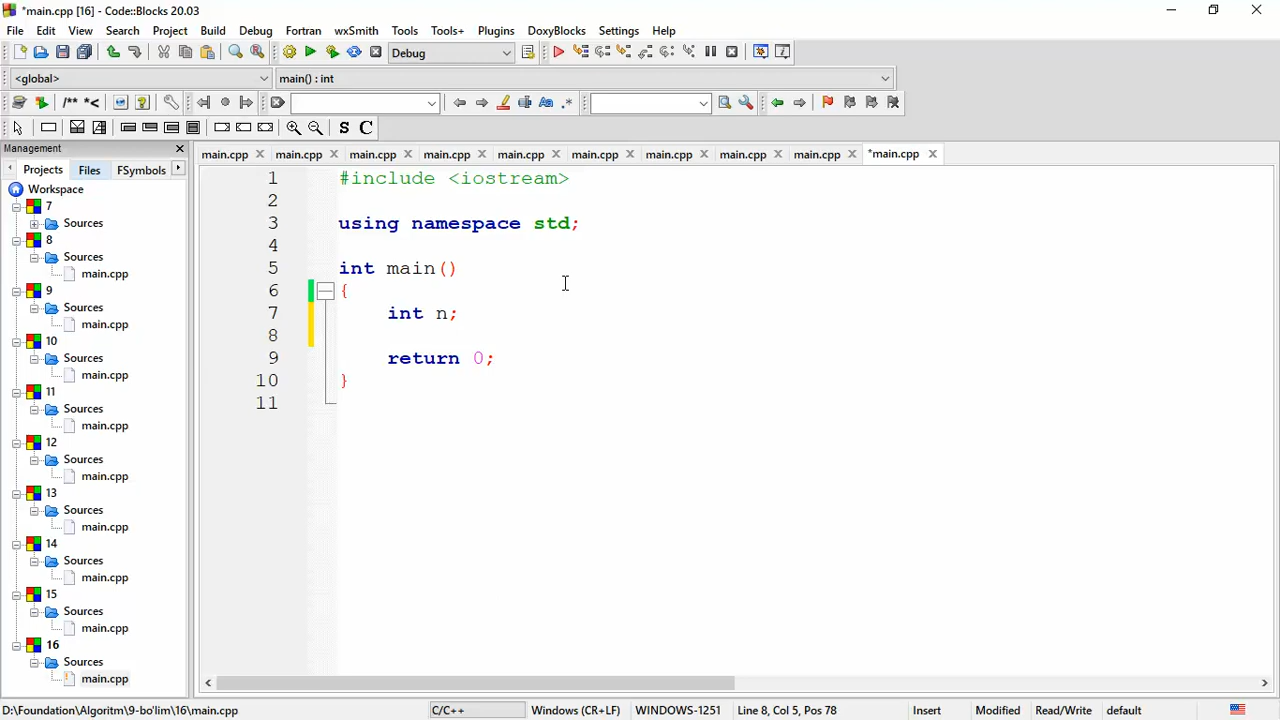 *main.cpp [16] - Code::Blocks 20.03
File Edit View Search Project Build Debug Fortran wxSmith Tools Tools+ Plugins DoxyBlocks Settings Help
Debug
<global> main() : int
/** *< Aa .*
S C
Management
main.cpp main.cpp main.cpp main.cpp main.cpp main.cpp main.cpp main.cpp main.cpp *main.cpp
Projects Files FSymbols
Workspace
7
Sources
8
Sources
main.cpp
9
Sources
main.cpp
10
Sources
main.cpp
11
Sources
main.cpp
12
Sources
main.cpp
13
Sources
main.cpp
14
Sources
main.cpp
15
Sources
main.cpp
16
Sources
main.cpp
1 #include <iostream>
2
3 using namespace std;
4
5 int main()
6 {
7 int n;
8
9 return 0;
10 }
11
D:\Foundation\Algoritm\9-bo'lim\16\main.cpp C/C++ Windows (CR+LF) WINDOWS-1251 Line 8, Col 5, Pos 78 Insert Modified Read/Write default